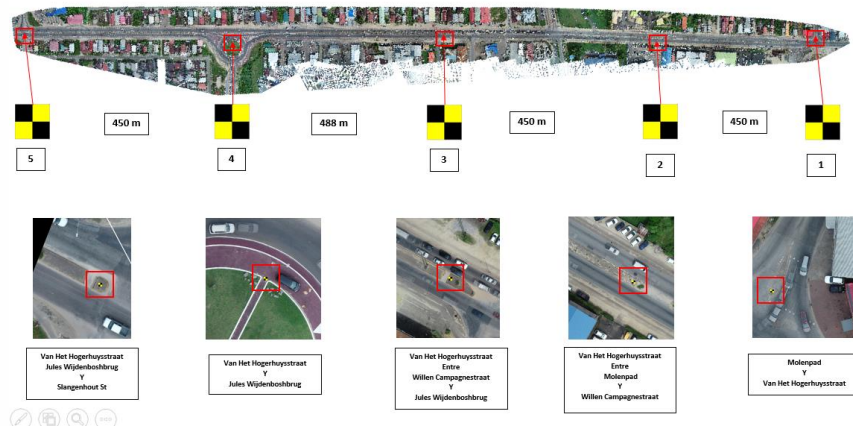 450 m
488 m
450 m
450 m
5
4
3
2
1
Van Het Hogerhuysstraat
Jules Wijdenboshbrug
Y
Slangenhout St
Van Het Hogerhuysstraat
Y
Jules Wijdenboshbrug
Van Het Hogerhuysstraat
Entre
Willen Campagnestraat
Y
Jules Wijdenboshbrug
Van Het Hogerhuysstraat
Entre
Molenpad
Y
Willen Campagnestraat
Molenpad
Y
Van Het Hogerhuysstraat